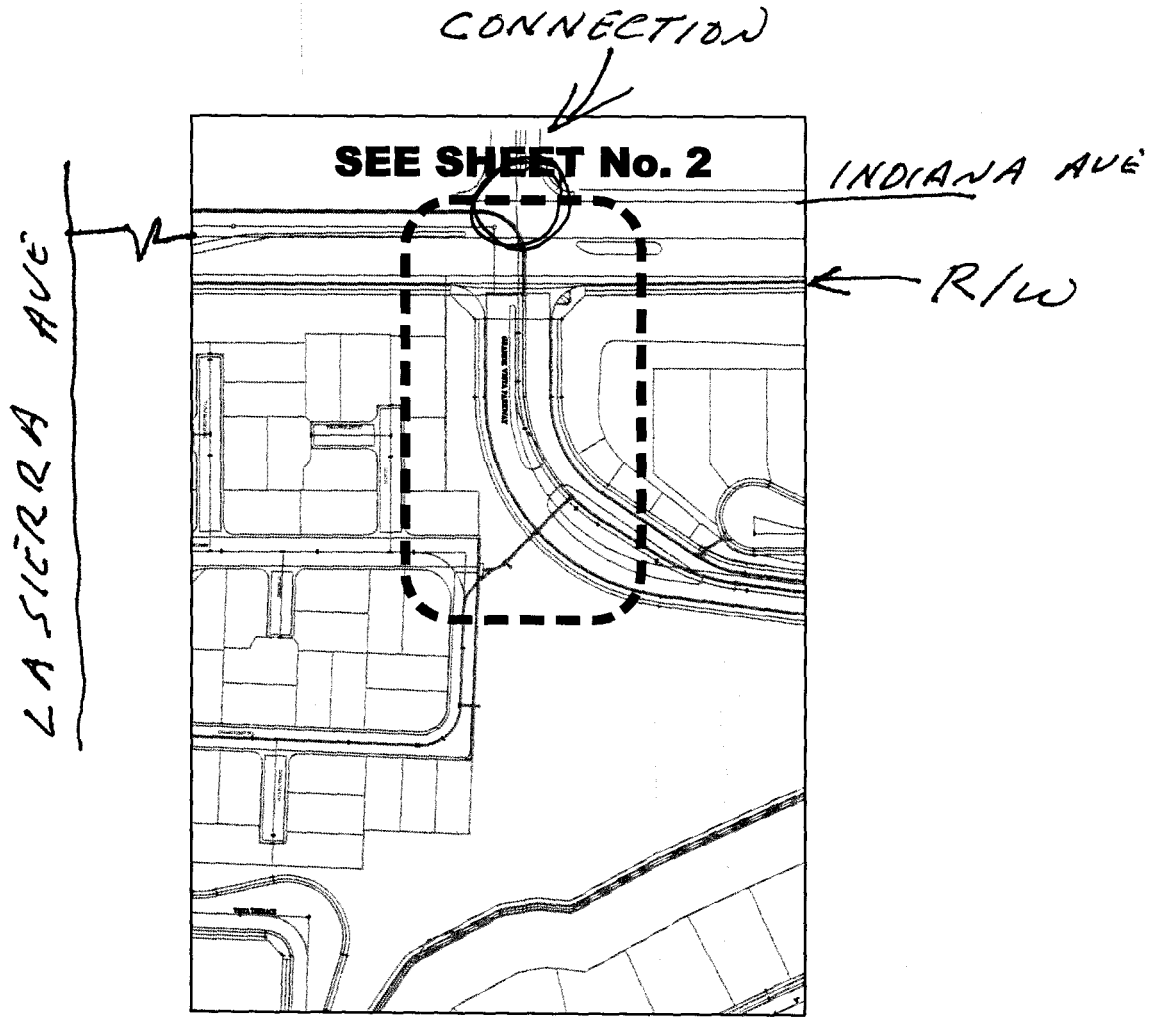 CONNECTION
SEE SHEET No. 2
INDIANA AVE
LA SIERRA AVE
R/W